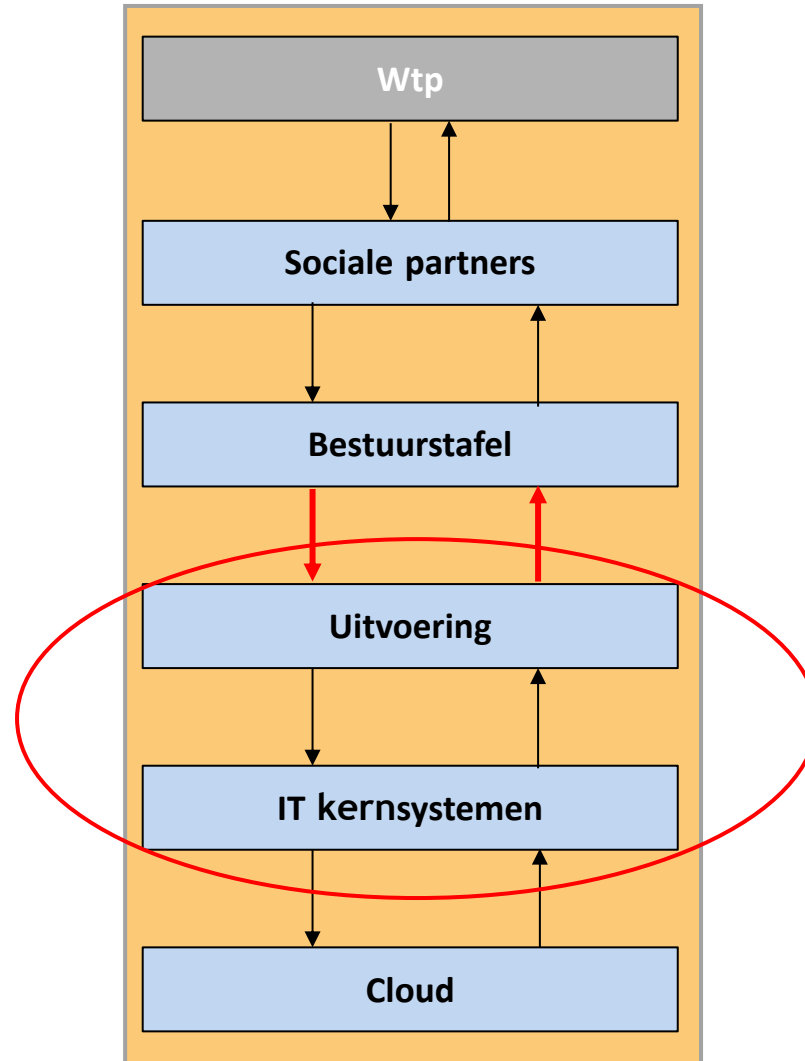 Wtp
Sociale partners
Bestuurstafel
Uitvoering
IT kernsystemen
Cloud